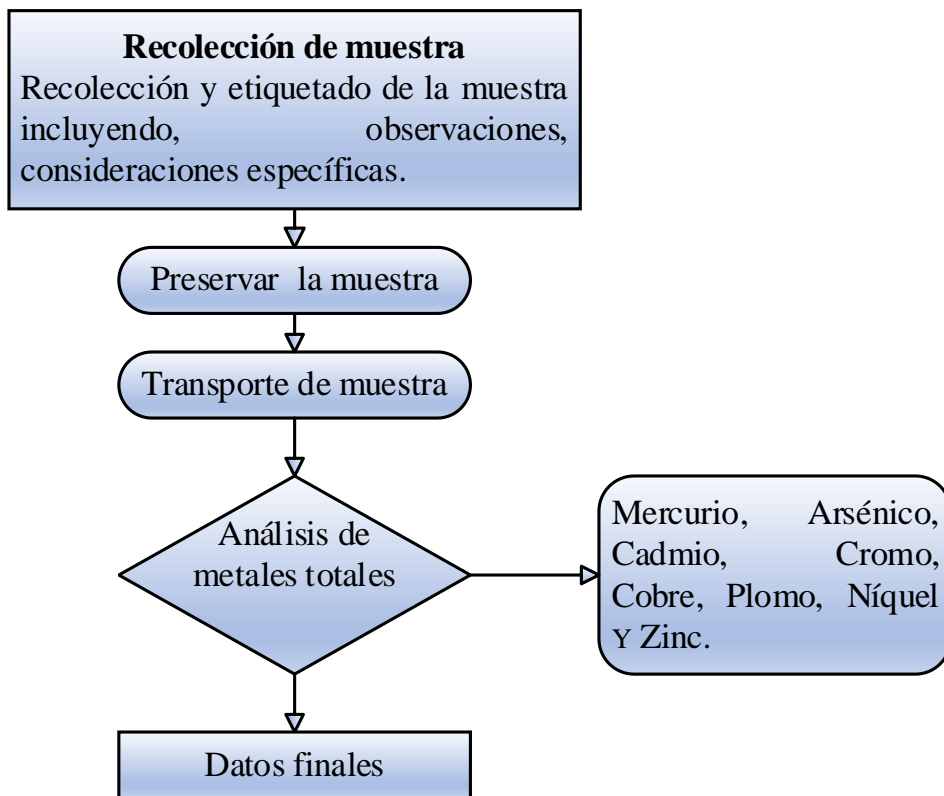 Recolección de muestra
Recolección y etiquetado de la muestra
incluyendo, observaciones,
consideraciones específicas.
Preservar la muestra
Transporte de muestra
Análisis de
metales totales
Mercurio, Arsénico,
Cadmio, Cromo,
Cobre, Plomo, Níquel
Y Zinc.
Datos finales